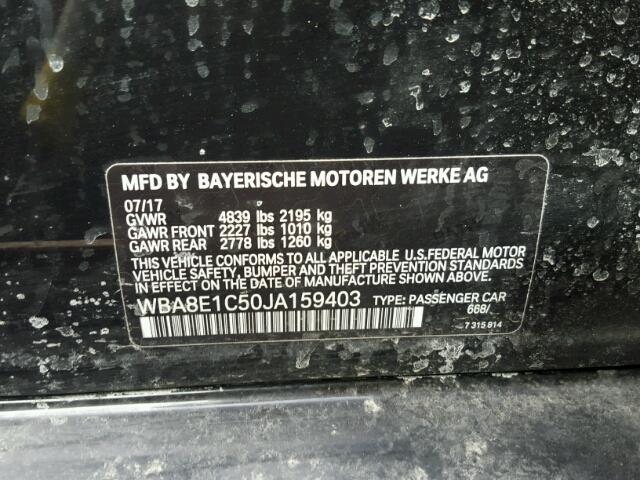 MFD BY BAYERISCHE MOTOREN WERKE AG
07/17
GVWR 4839 lbs 2195 kg
GAWR FRONT 2227 lbs 1010 kg
GAWR REAR 2778 lbs 1260 kg
THIS VEHICLE CONFORMS TO ALL APPLICABLE U.S.FEDERAL MOTOR
VEHICLE SAFETY, BUMPER AND THEFT PREVENTION STANDARDS
IN EFFECT ON THE DATE OF MANUFACTURE SHOWN ABOVE.
WBA8E1C50JA159403 TYPE: PASSENGER CAR
668/
7 315 814